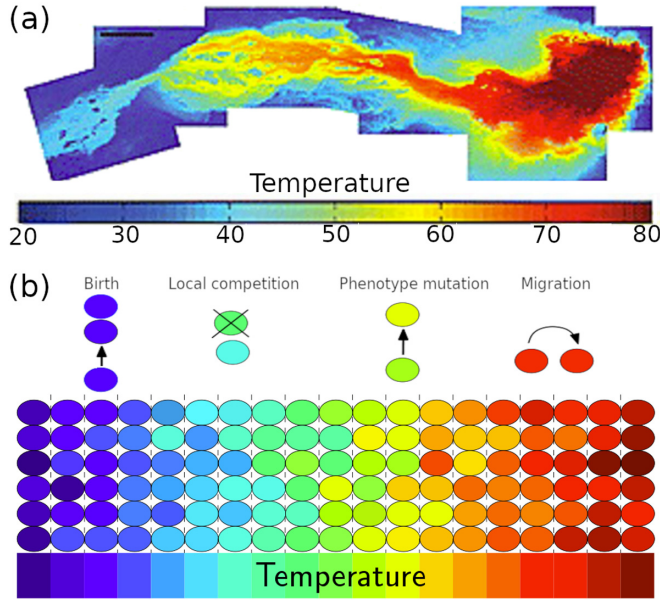 (a)
Temperature
20 30 40 50 60 70 80
(b)
Birth Local competition Phenotype mutation Migration
Temperature